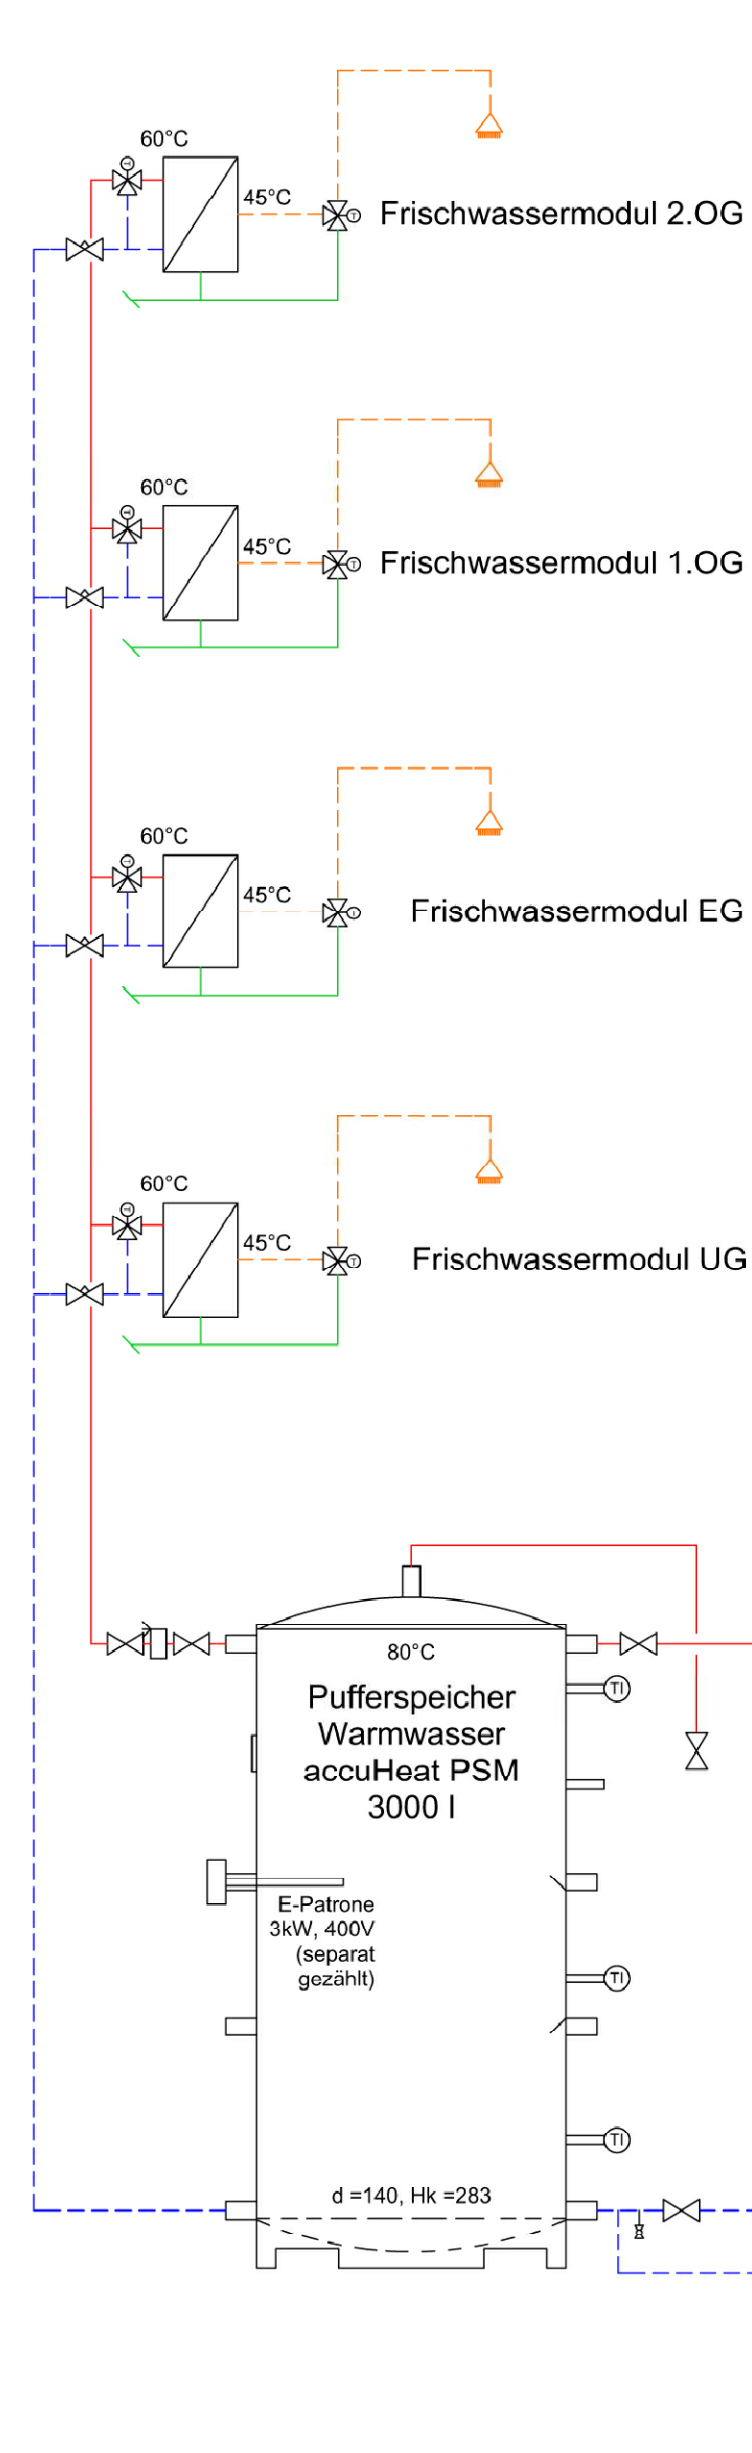 60°C
45°C
Frischwassermodul 2.OG
60°C
45°C
Frischwassermodul 1.OG
60°C
45°C
Frischwassermodul EG
60°C
45°C
Frischwassermodul UG
80°C
TI
Pufferspeicher
Warmwasser
accuHeat PSM
3000 l
E-Patrone
3kW, 400V
(separat
gezählt)
TI
TI
d =140, Hk =283